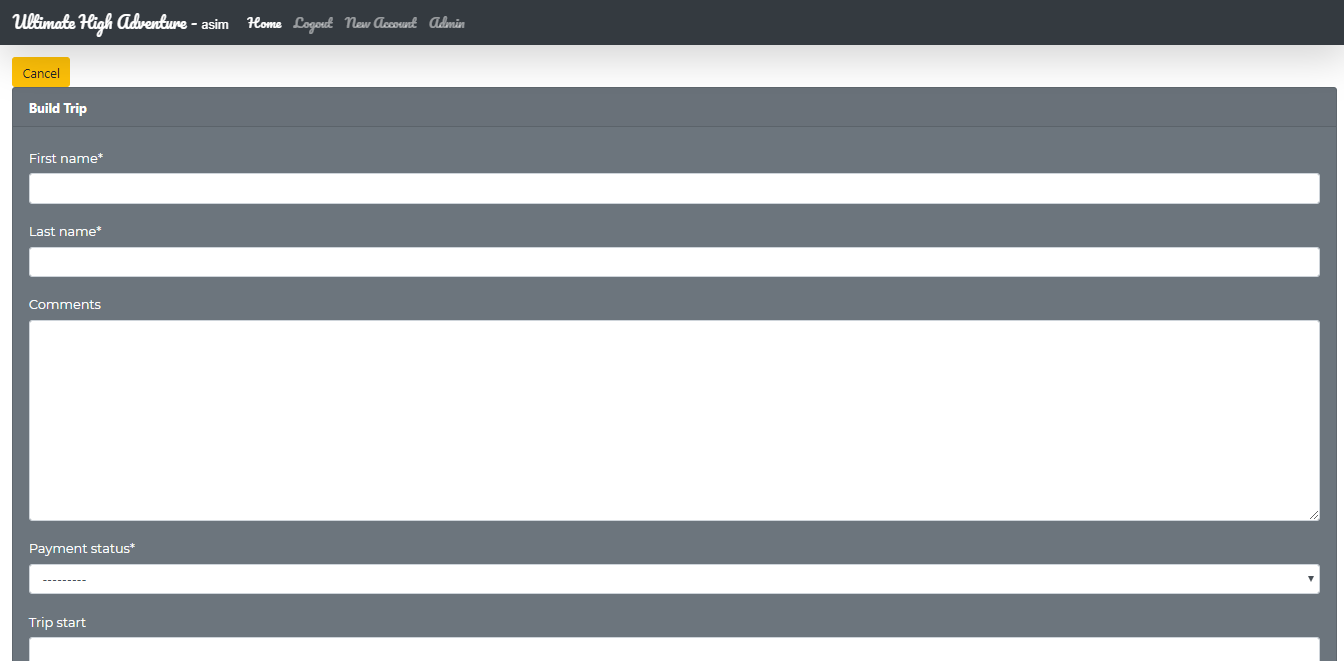 Ultimate High Adventure - asim Home Logout New Account Admin
Cancel
Build Trip
First name*
Last name*
Comments
Payment status*
---------
Trip start